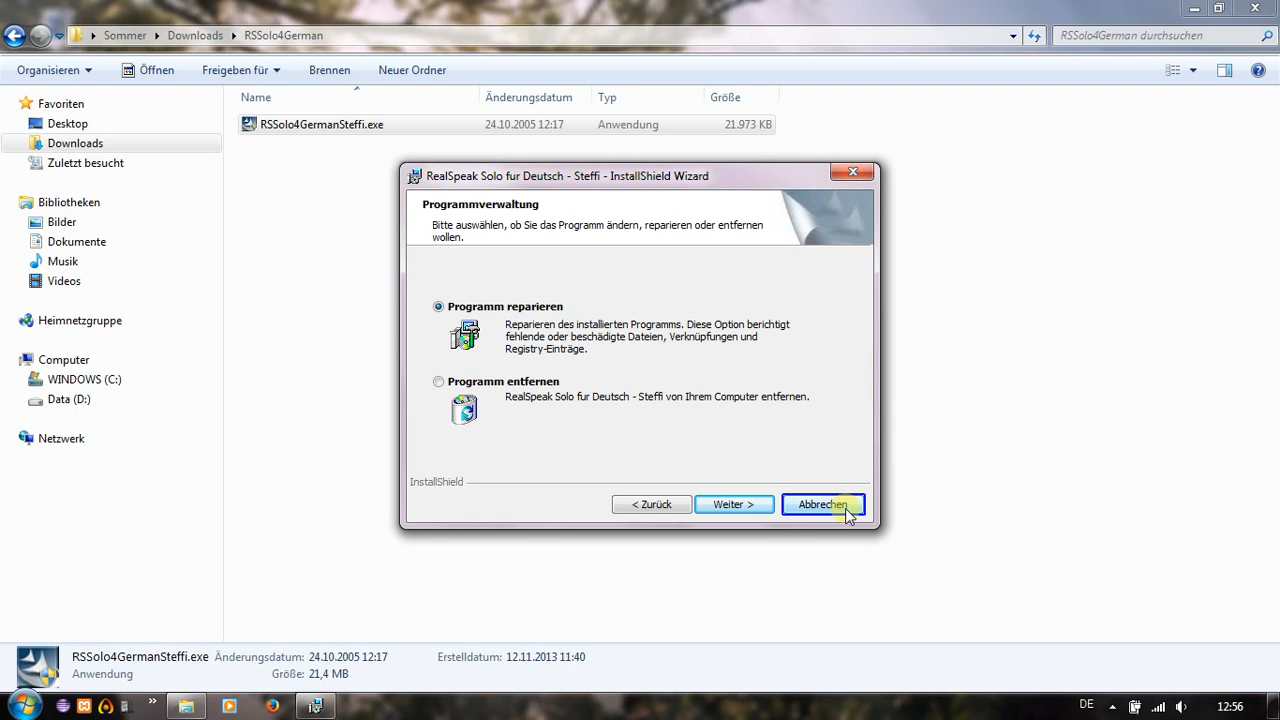 Sommer Downloads RSSolo4German RSSolo4German durchsuchen
Organisieren Öffnen Freigeben für Brennen Neuer Ordner
Favoriten
Desktop
Downloads
Zuletzt besucht
Bibliotheken
Bilder
Dokumente
Musik
Videos
Heimnetzgruppe
Computer
WINDOWS (C:)
Data (D:)
Netzwerk
Name Änderungsdatum Typ Größe
RSSolo4GermanSteffi.exe 24.10.2005 12:17 Anwendung 21.973 KB
RealSpeak Solo fur Deutsch - Steffi - InstallShield Wizard
Programmverwaltung
Bitte auswählen, ob Sie das Programm ändern, reparieren oder entfernen
wollen.
Programm reparieren
Reparieren des installierten Programms. Diese Option berichtigt
fehlende oder beschädigte Dateien, Verknüpfungen und
Registry-Einträge.
Programm entfernen
RealSpeak Solo fur Deutsch - Steffi von Ihrem Computer entfernen.
InstallShield
< Zurück Weiter > Abbrechen
RSSolo4GermanSteffi.exe Änderungsdatum: 24.10.2005 12:17 Erstelldatum: 12.11.2013 11:40
Anwendung Größe: 21,4 MB
DE 12:56